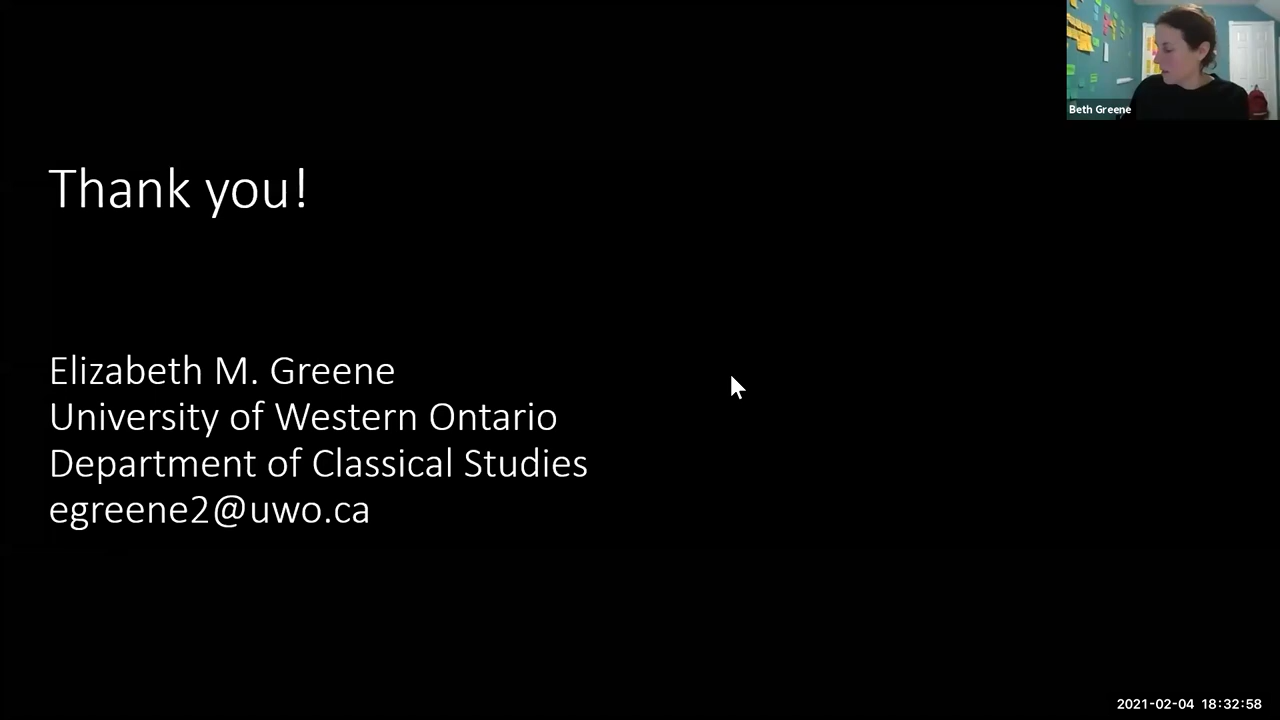 Beth Greene
Thank you!
Elizabeth M. Greene
University of Western Ontario
Department of Classical Studies
egreene2@uwo.ca
2021-02-04 18:32:58